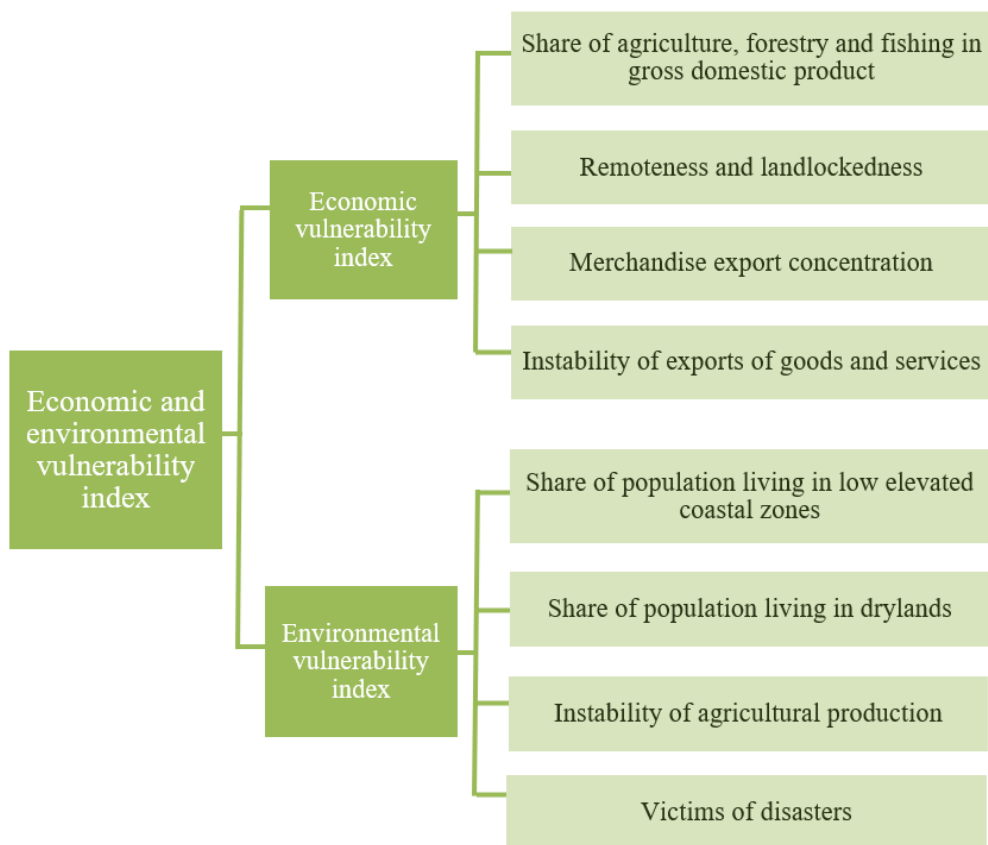 Share of agriculture, forestry and fishing in
gross domestic product
Remoteness and landlockedness
Economic
vulnerability
index
Merchandise export concentration
Instability of exports of goods and services
Economic and
environmental
vulnerability
index
Share of population living in low elevated
coastal zones
Share of population living in drylands
Environmental
vulnerability
index
Instability of agricultural production
Victims of disasters